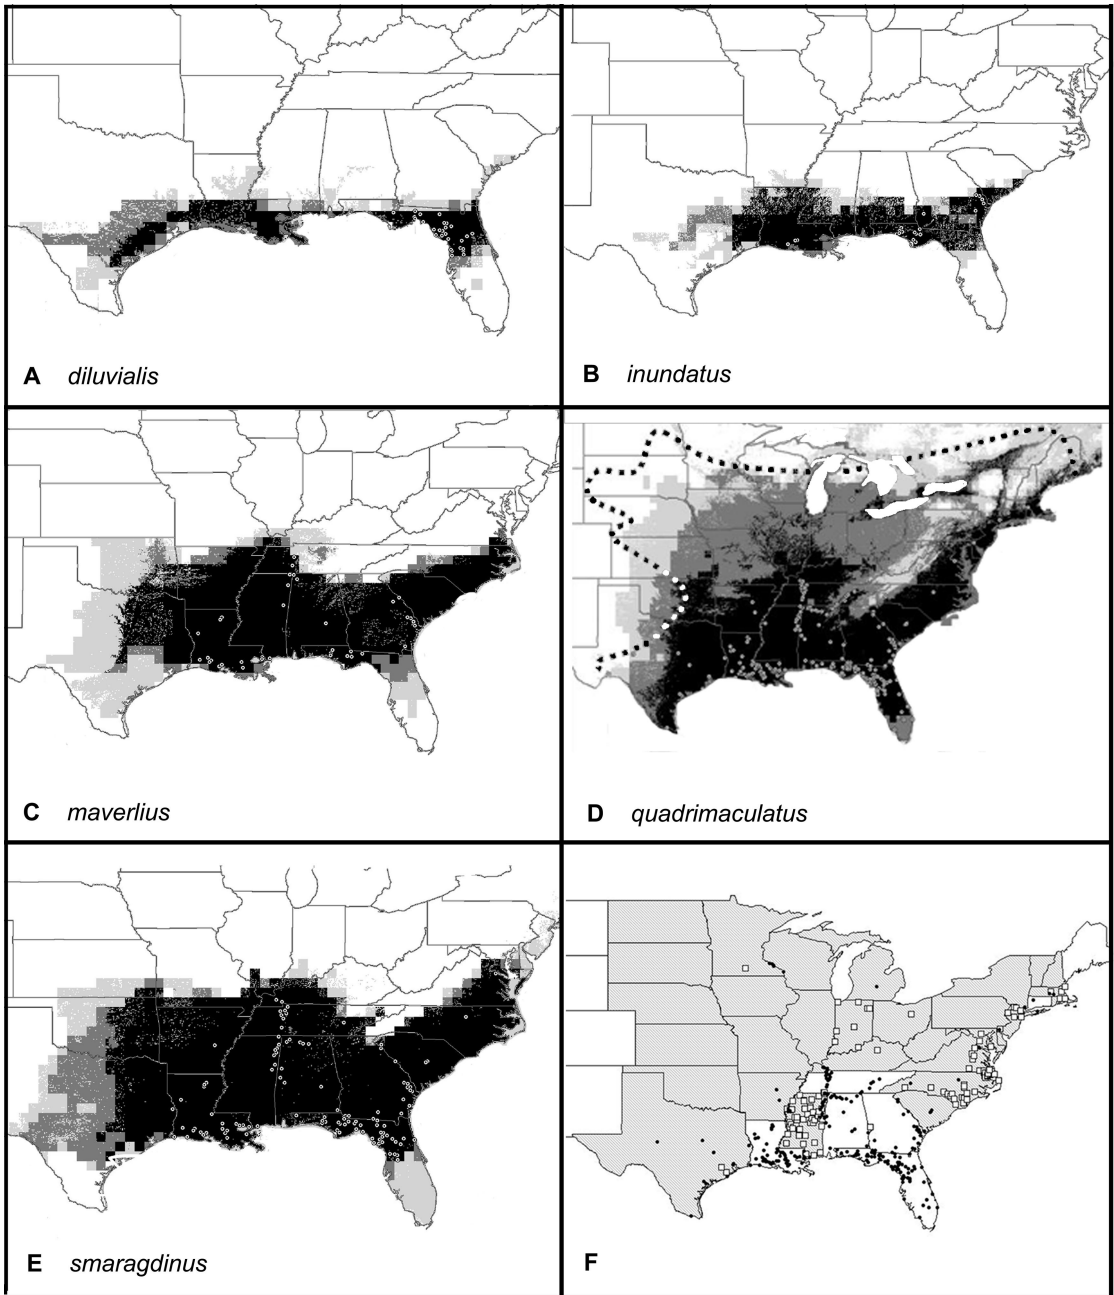 A diluvialis
B inundatus
C maverlius
D quadrimaculatus
E smaragdinus
F